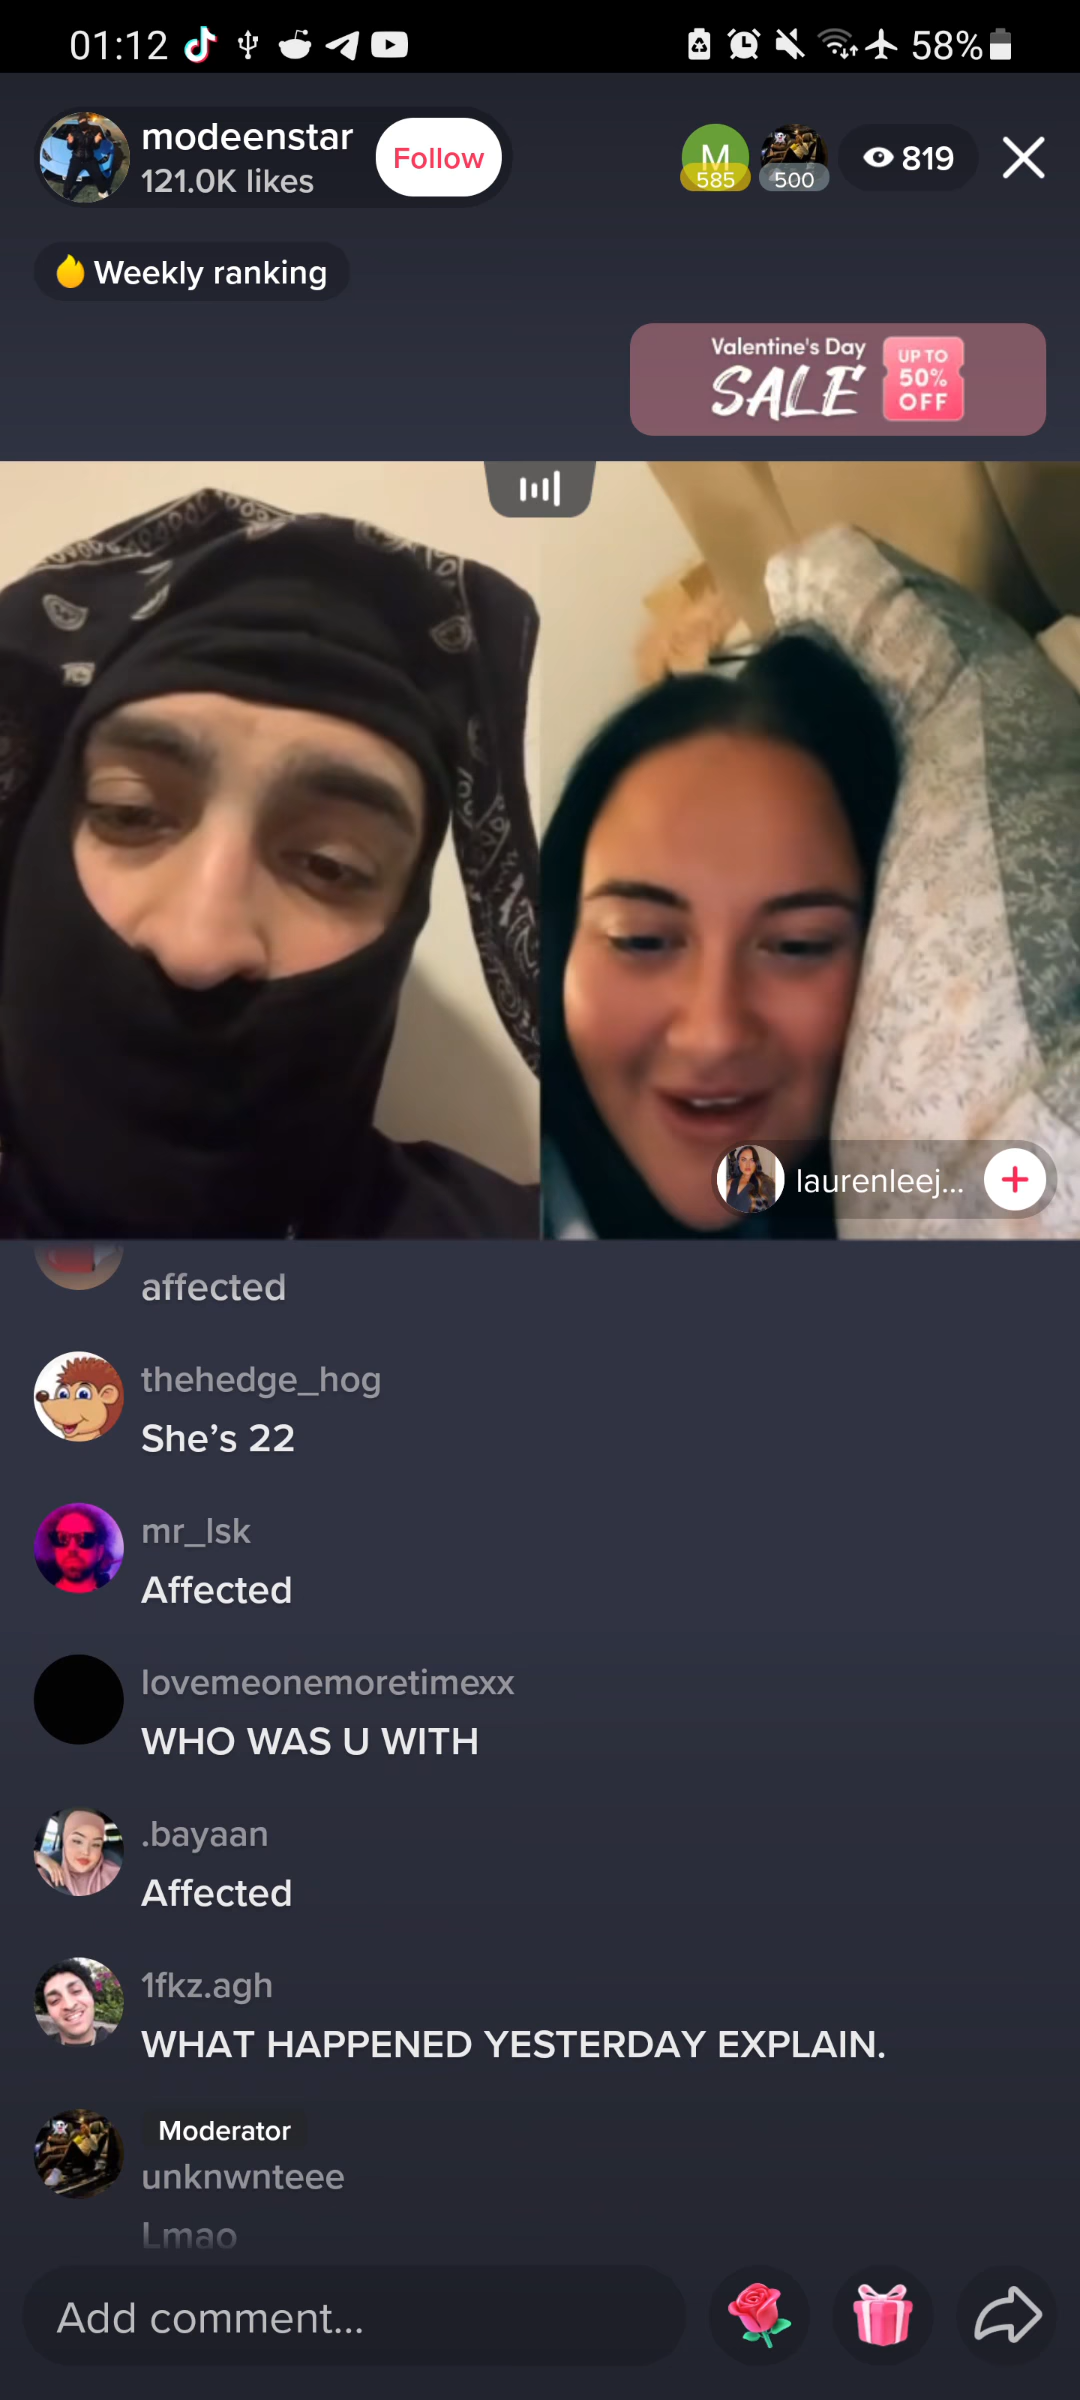 01:12
58%
modeenstar
121.0K likes
Follow
M
585
500
819
Weekly ranking
Valentine's Day
SALE
UP TO
50%
OFF
laurenleej...
affected
thehedge_hog
She's 22
mr_lsk
Affected
lovemeonemoretimexx
WHO WAS U WITH
.bayaan
Affected
1fkz.agh
WHAT HAPPENED YESTERDAY EXPLAIN.
Moderator
unknwnteee
Lmao
Add comment...